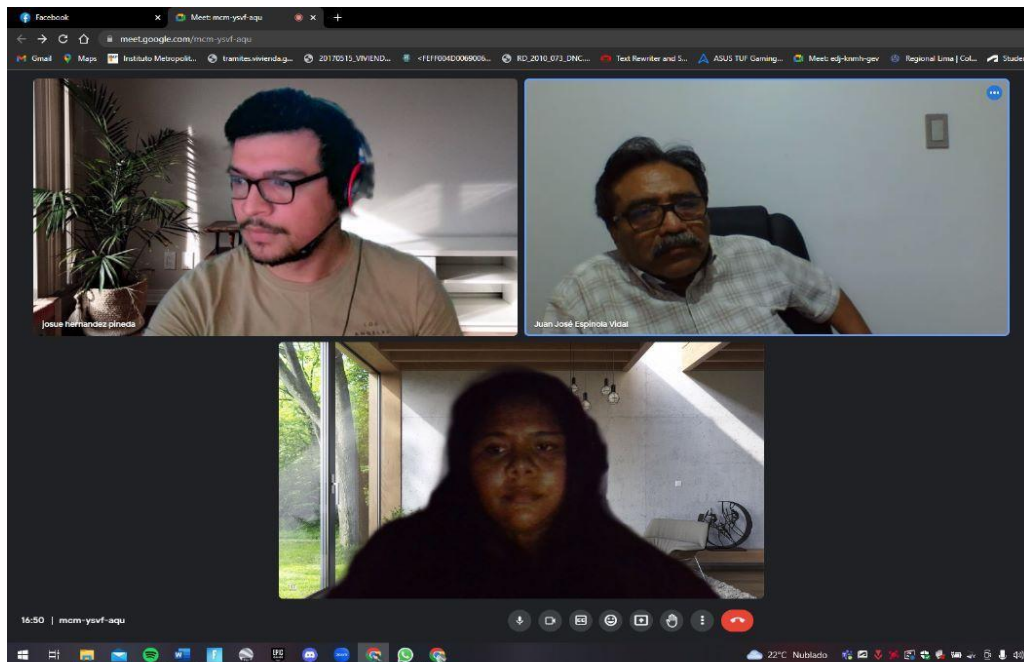 Facebook
Meet: mcm-ysvf-aqu
meet.google.com/mcm-ysvf-aqu
Gmail
Maps
Instituto Metropolit...
tramites.vivienda.g...
20170515_VIVIEND...
<FEFF004D0069006...
RD_2010_073_DNC....
Text Rewriter and S...
ASUS TUF Gaming...
Meet: edj-knmh-gev
Regional Lima | Col...
josue hernandez pineda
Juan José Espinola Vidal
16:50 | mcm-ysvf-aqu
EPIC
22°C Nublado